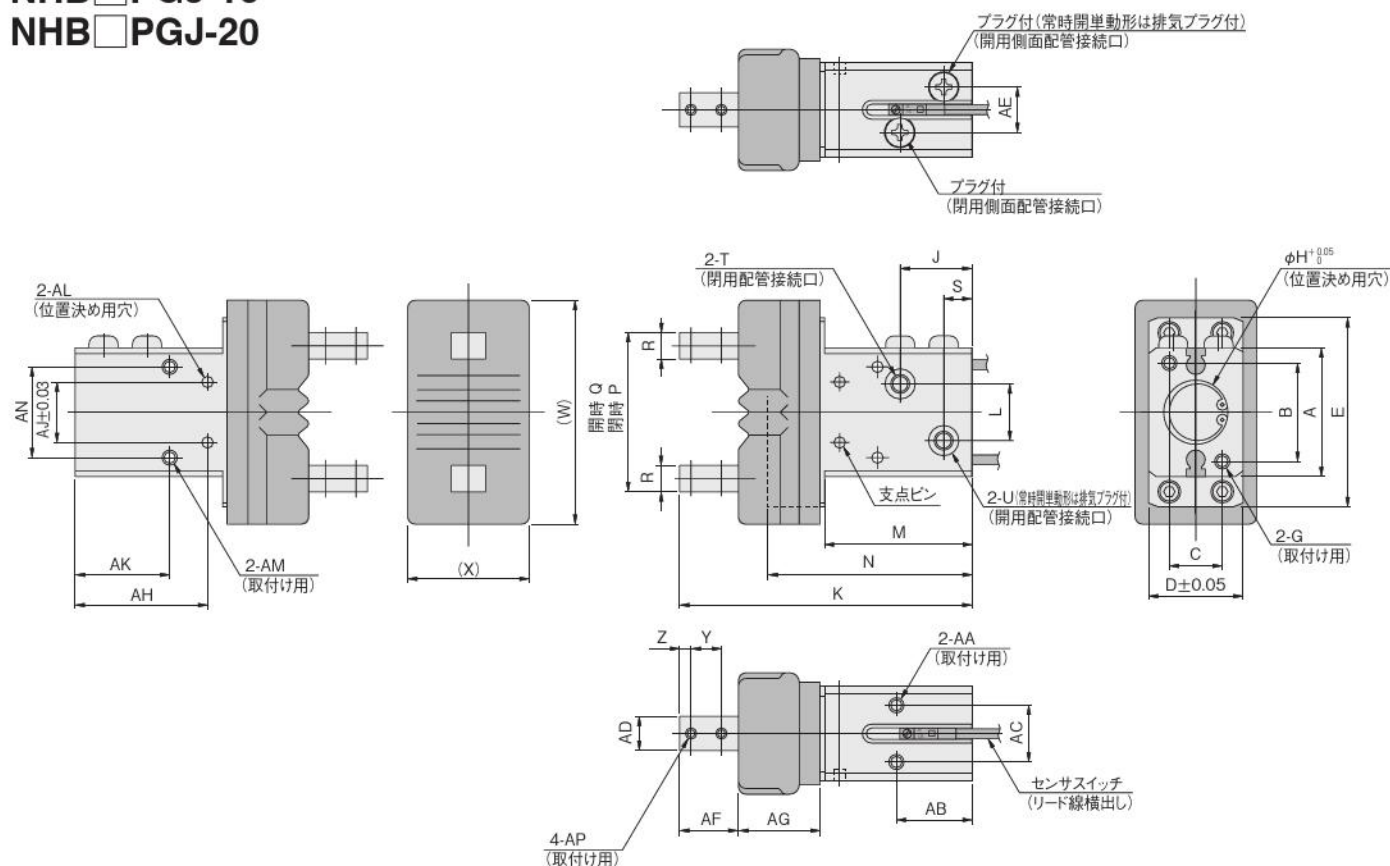 NHB□PGJ-20
プラグ付(常時開単動形は排気プラグ付)
(開用側面配管接続口)
AE
プラグ付
(閉用側面配管接続口)
2-AL
(位置決め用穴)
AN
AJ±0.03
AK
AH
2-AM
(取付け用)
(W)
(X)
2-T
(閉用配管接続口)
J
S
R
開時 Q
閉時 P
R
L
支点ピン
2-U(常時開単動形は排気プラグ付)
(開用配管接続口)
M
N
K
φH +0.05 0
(位置決め用穴)
B
A
E
2-G
(取付け用)
C
D±0.05
Z
Y
2-AA
(取付け用)
AD
AC
センサスイッチ
(リード線横出し)
AF
AG
AB
4-AP
(取付け用)